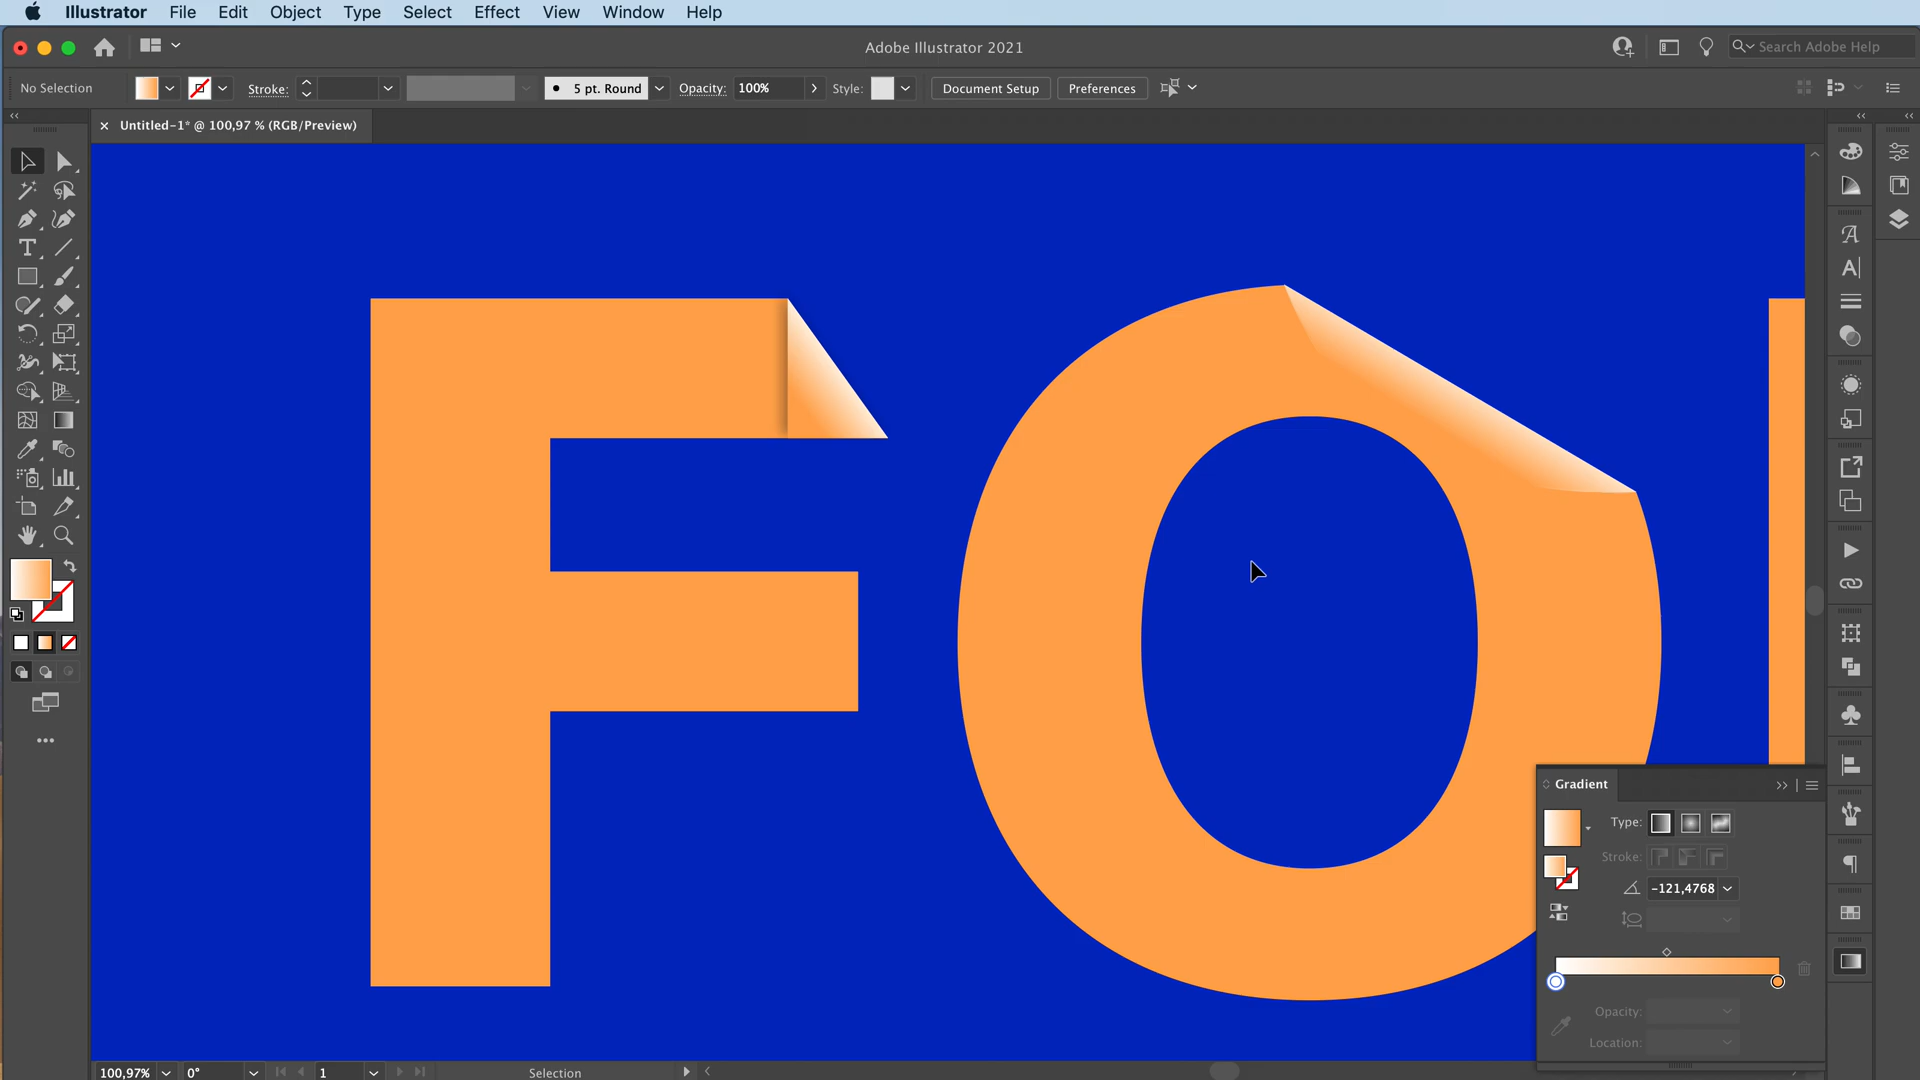 Illustrator File Edit Object Type Select Effect View Window Help
Adobe Illustrator 2021
Search Adobe Help
No Selection
Stroke:
5 pt. Round
Opacity: 100%
Style:
Document Setup
Preferences
× Untitled-1* @ 100,97 % (RGB/Preview)
FO
Gradient
Type:
Stroke:
-121,4768
Opacity:
Location:
100,97%
0°
1
Selection